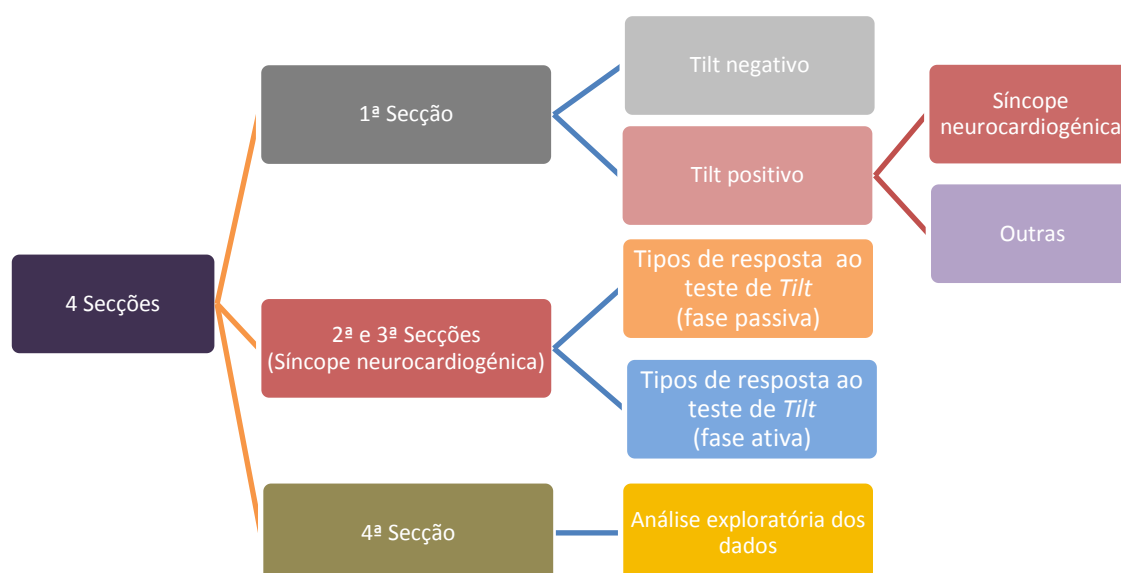 4 Secções
1ª Secção
Tilt negativo
Tilt positivo
Síncope
neurocardiogénica
Outras
2ª e 3ª Secções
(Síncope neurocardiogénica)
Tipos de resposta ao
teste de Tilt
(fase passiva)
Tipos de resposta ao
teste de Tilt
(fase ativa)
4ª Secção
Análise exploratória dos
dados